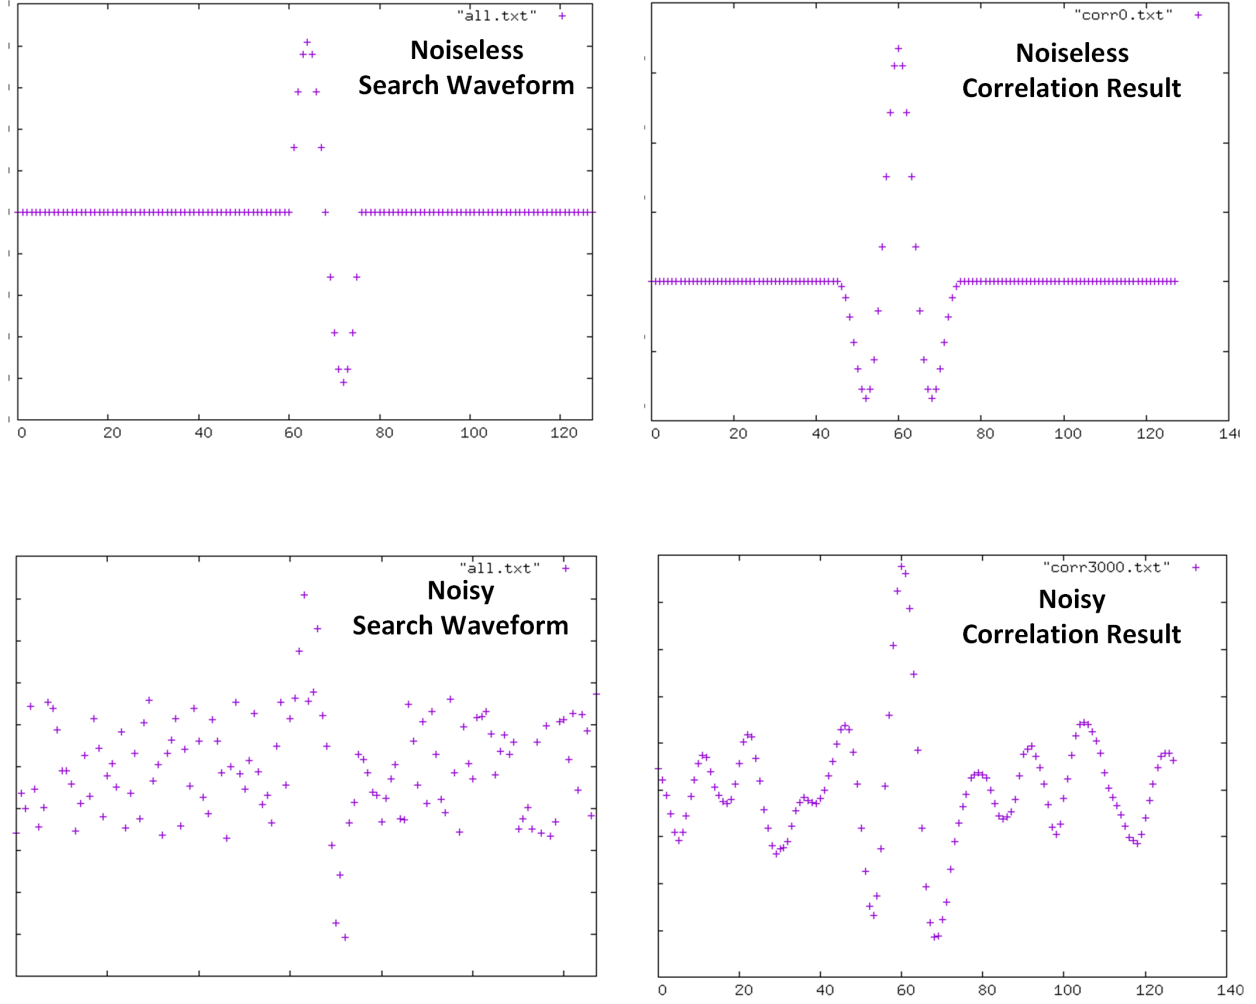 "all.txt"
Noiseless
Search Waveform
0 20 40 60 80 100 120
"corr0.txt"
Noiseless
Correlation Result
0 20 40 60 80 100 120 14
"all.txt"
Noisy
Search Waveform
"corr3000.txt"
Noisy
Correlation Result
0 20 40 60 80 100 120 140